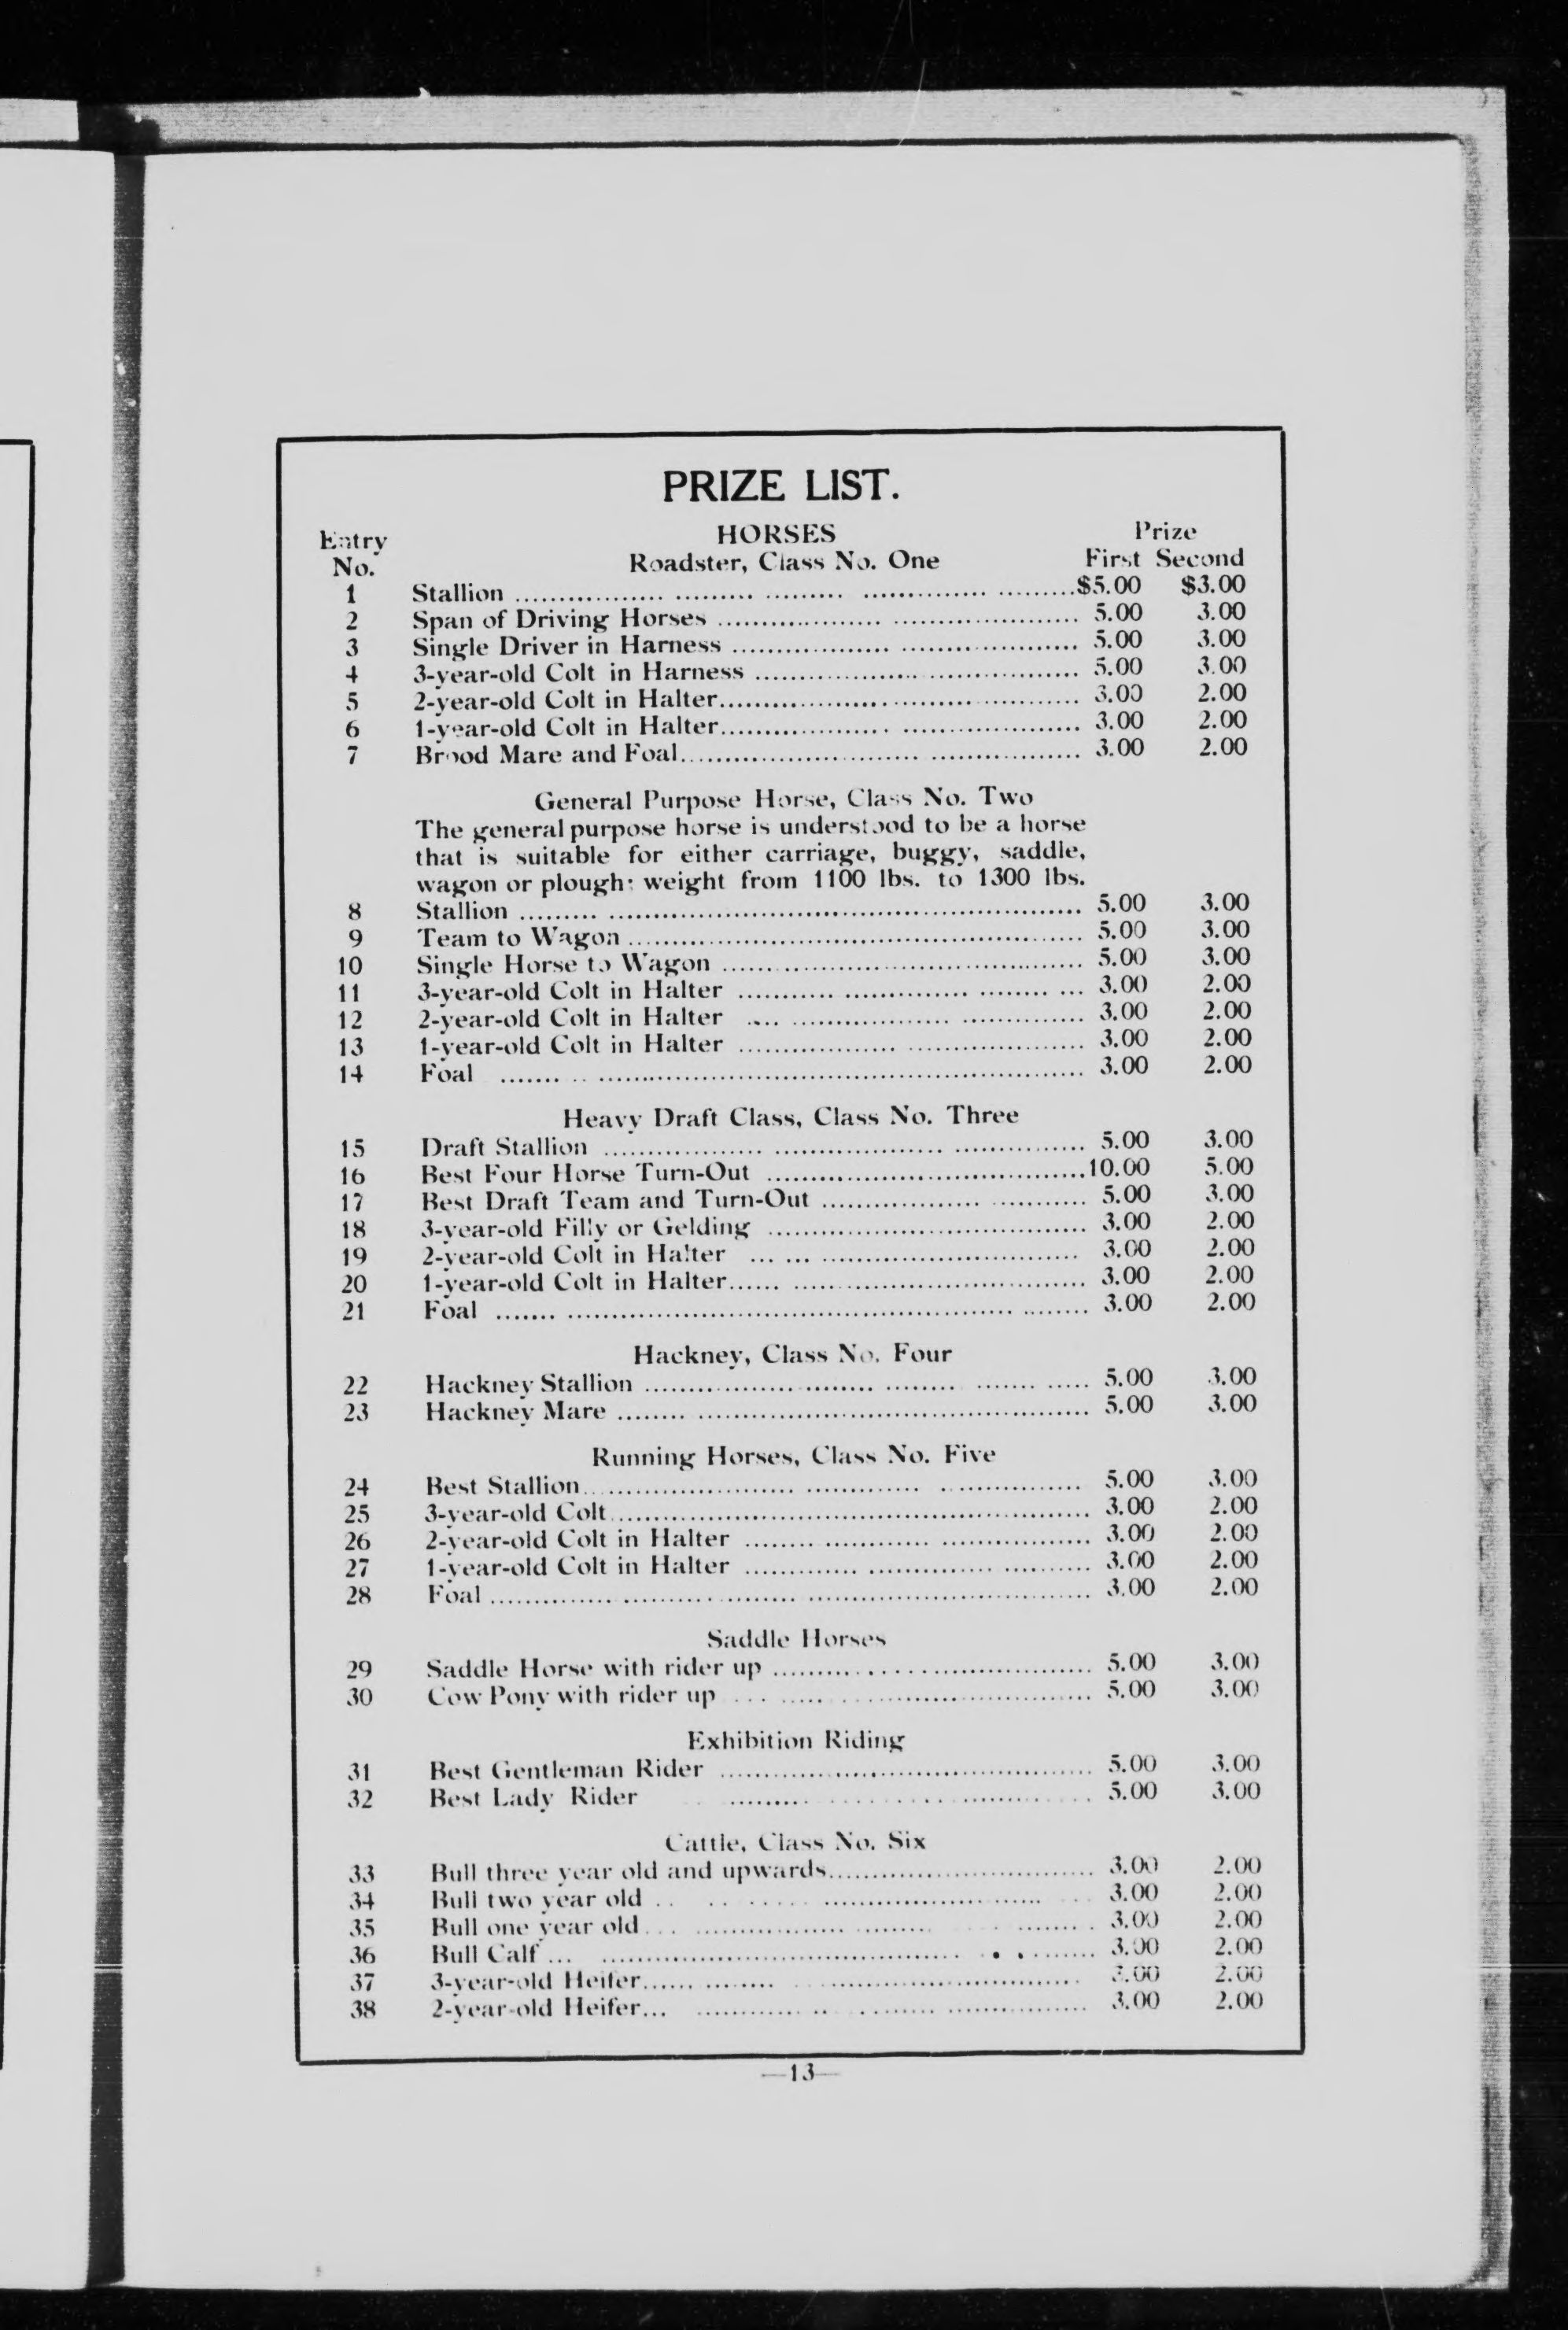 PRIZE LIST.
Entry HORSES Prize
No. Roadster, Class No. One First Second
1 Stallion $5.00 $3.00
2 Span of Driving Horses 5.00 3.00
3 Single Driver in Harness 5.00 3.00
4 3-year-old Colt in Harness 5.00 3.00
5 2-year-old Colt in Halter 3.00 2.00
6 1-year-old Colt in Halter 3.00 2.00
7 Brood Mare and Foal 3.00 2.00
General Purpose Horse, Class No. Two
The general purpose horse is understood to be a horse
that is suitable for either carriage, buggy, saddle,
wagon or plough; weight from 1100 lbs. to 1300 lbs.
8 Stallion 5.00 3.00
9 Team to Wagon 5.00 3.00
10 Single Horse to Wagon 5.00 3.00
11 3-year-old Colt in Halter 3.00 2.00
12 2-year-old Colt in Halter 3.00 2.00
13 1-year-old Colt in Halter 3.00 2.00
14 Foal 3.00 2.00
Heavy Draft Class, Class No. Three
15 Draft Stallion 5.00 3.00
16 Best Four Horse Turn-Out 10.00 5.00
17 Best Draft Team and Turn-Out 5.00 3.00
18 3-year-old Filly or Gelding 3.00 2.00
19 2-year-old Colt in Halter 3.00 2.00
20 1-year-old Colt in Halter 3.00 2.00
21 Foal 3.00 2.00
Hackney, Class No. Four
22 Hackney Stallion 5.00 3.00
23 Hackney Mare 5.00 3.00
Running Horses, Class No. Five
24 Best Stallion 5.00 3.00
25 3-year-old Colt 3.00 2.00
26 2-year-old Colt in Halter 3.00 2.00
27 1-year-old Colt in Halter 3.00 2.00
28 Foal 3.00 2.00
Saddle Horses
29 Saddle Horse with rider up 5.00 3.00
30 Cow Pony with rider up 5.00 3.00
Exhibition Riding
31 Best Gentleman Rider 5.00 3.00
32 Best Lady Rider 5.00 3.00
Cattle, Class No. Six
33 Bull three year old and upwards 3.00 2.00
34 Bull two year old 3.00 2.00
35 Bull one year old 3.00 2.00
36 Bull Calf 3.00 2.00
37 3-year-old Heifer 3.00 2.00
38 2-year-old Heifer 3.00 2.00
—13—